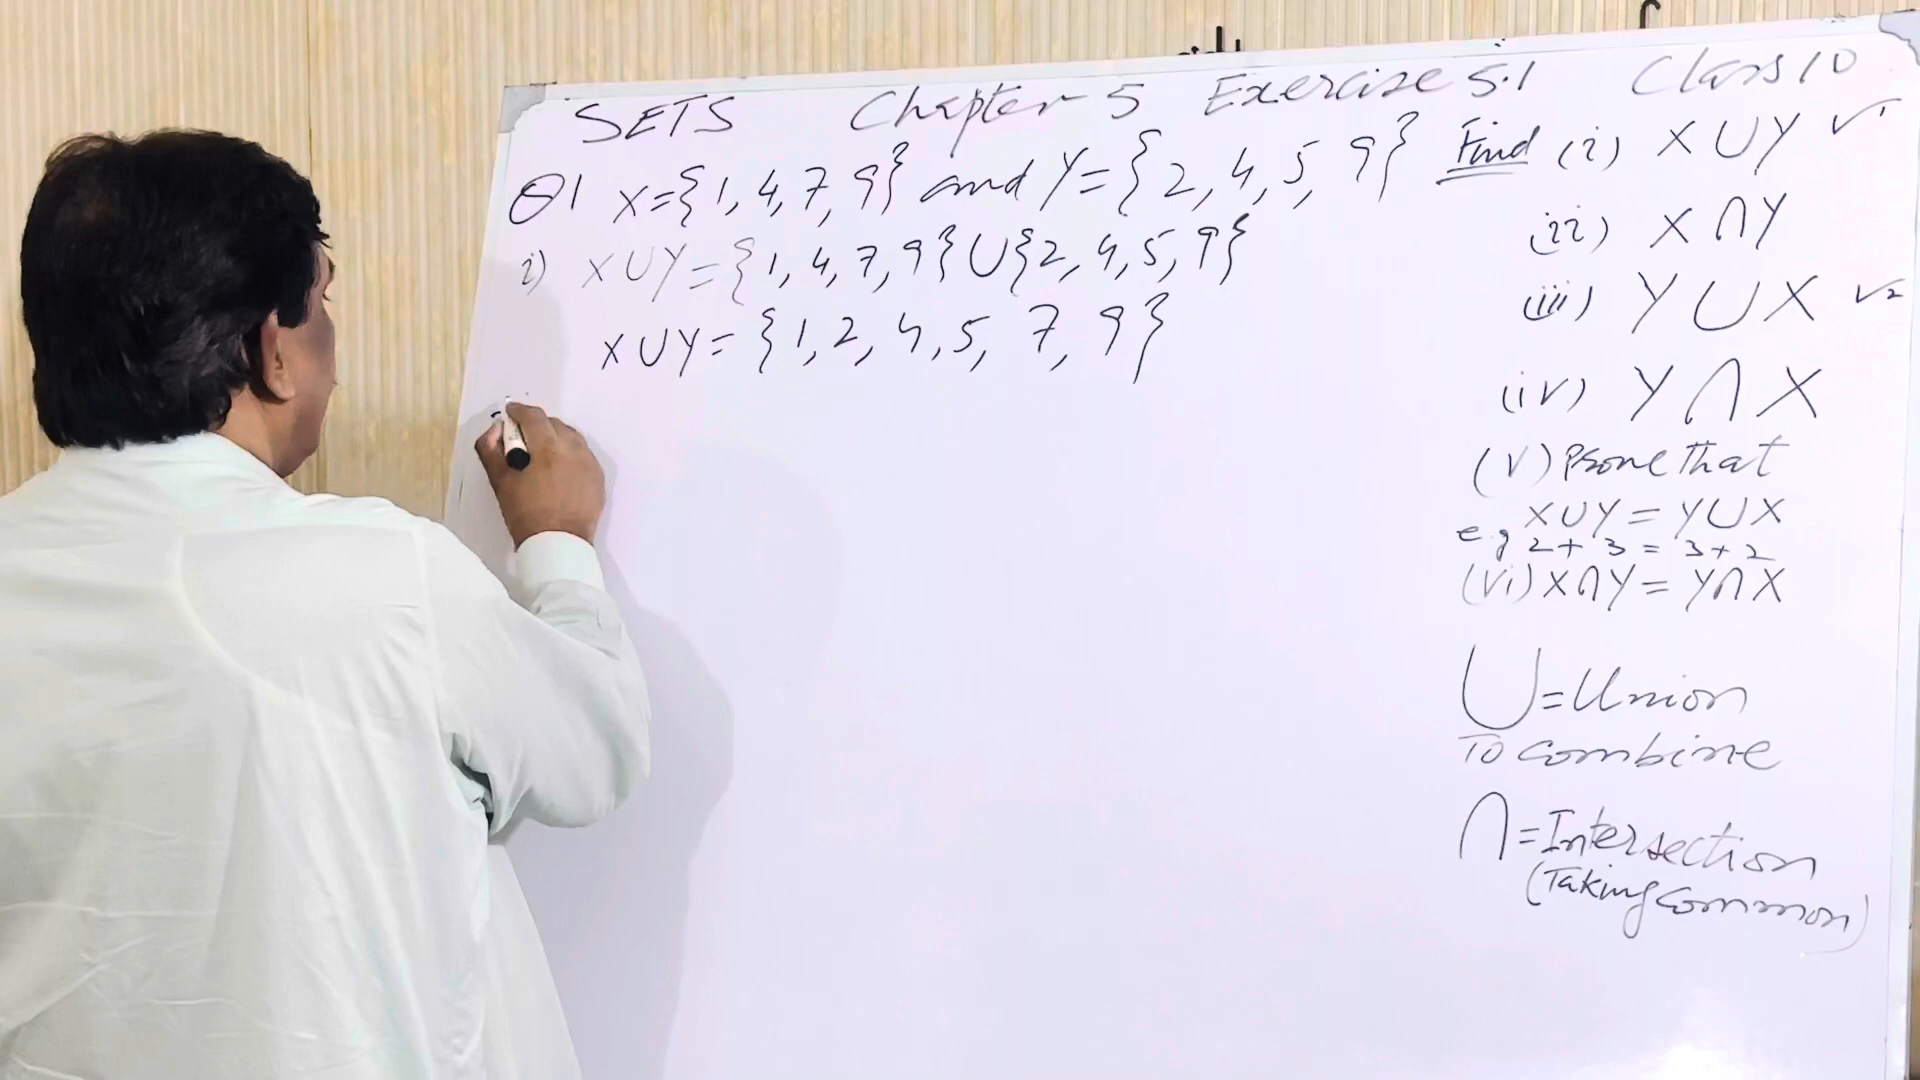 SETS Chapter 5 Exercise 5.1 Class 10
Q1 X={1,4,7,9} and Y={2,4,5,9} Find (i) X∪Y √1
i) X∪Y={1,4,7,9}∪{2,4,5,9}
X∪Y={1,2,4,5,7,9}
(ii) X∩Y
(iii) Y∪X √2
(iv) Y∩X
(V) Prove that
X∪Y=Y∪X
e.g 2+3=3+2
(Vi) X∩Y=Y∩X
∪=Union
To combine
∩=Intersection
(Taking Common)